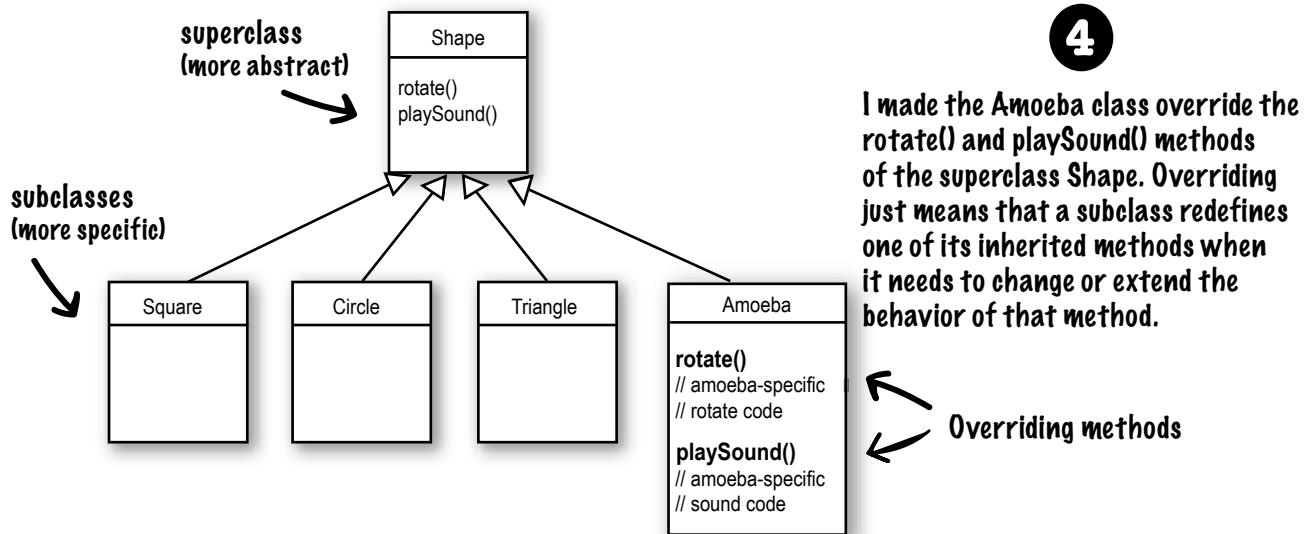 superclass
(more abstract)
Shape
rotate()
playSound()
4
I made the Amoeba class override the
rotate() and playSound() methods
of the superclass Shape. Overriding
just means that a subclass redefines
one of its inherited methods when
it needs to change or extend the
behavior of that method.
subclasses
(more specific)
Square
Circle
Triangle
Amoeba
rotate()
// amoeba-specific
// rotate code
playSound()
// amoeba-specific
// sound code
Overriding methods